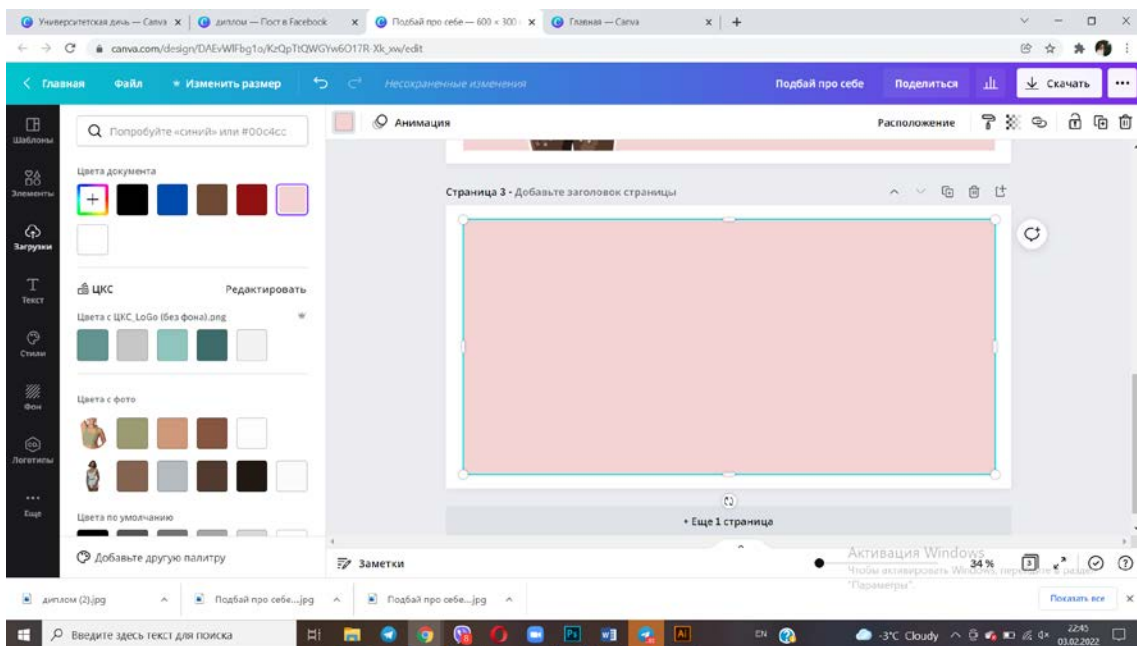 Университетская дичь — Canva
диплом — Пост в Facebook
Подбай про себе — 600 × 300
Главная — Canva
canva.com/design/DAEvWlFbg1o/KzQpTtQWGYw6O17R-Xk_xw/edit
Главная
Файл
Изменить размер
Несохраненные изменения
Подбай про себе
Поделиться
Скачать
Шаблоны
Элементы
Загрузки
Текст
Стили
Фон
Логотипы
Еще
Попробуйте «синий» или #00c4cc
Анимация
Расположение
Цвета документа
ЦКС
Редактировать
Цвета с ЦКС_LoGo (без фона).png
Цвета с фото
Цвета по умолчанию
Добавьте другую палитру
Страница 3 - Добавьте заголовок страницы
+ Еще 1 страница
Заметки
34 %
3
Активация Windows
Чтобы активировать Windows, перейдите в раздел
"Параметры".
диплом (2).jpg
Подбай про себе....jpg
Подбай про себе....jpg
Показать все
Введите здесь текст для поиска
EN
-3°C Cloudy
22:45
03.02.2022